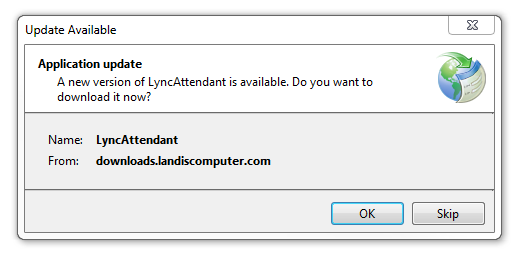 Update Available
Application update
A new version of LyncAttendant is available. Do you want to
download it now?
Name: LyncAttendant
From: downloads.landiscomputer.com
OK Skip